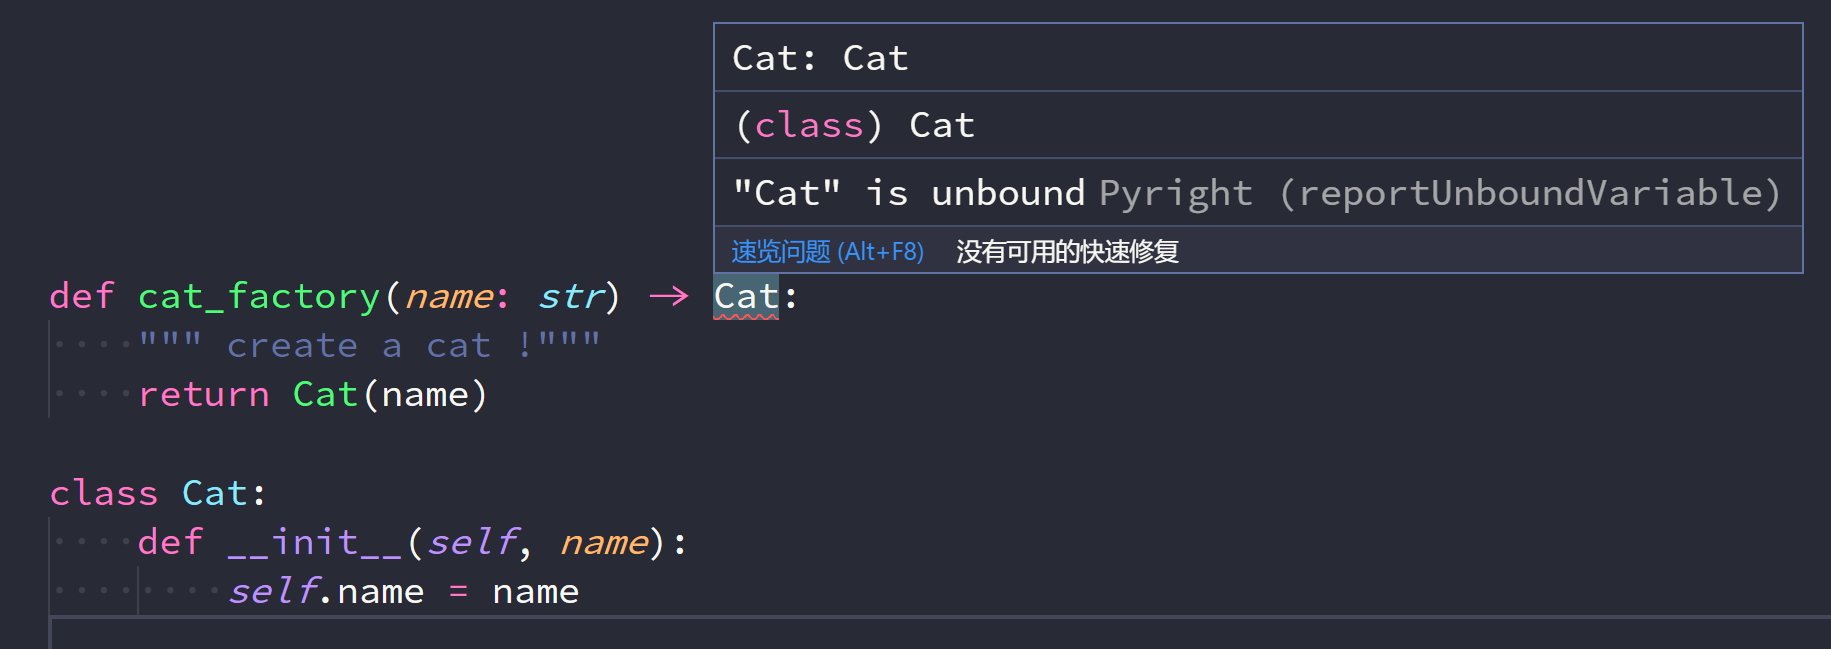 Cat: Cat
(class) Cat
"Cat" is unbound Pyright (reportUnboundVariable)
速览问题 (Alt+F8) 没有可用的快速修复
def cat_factory(name: str) -> Cat:
····""" create a cat !"""
····return Cat(name)
class Cat:
····def __init__(self, name):
········self.name = name